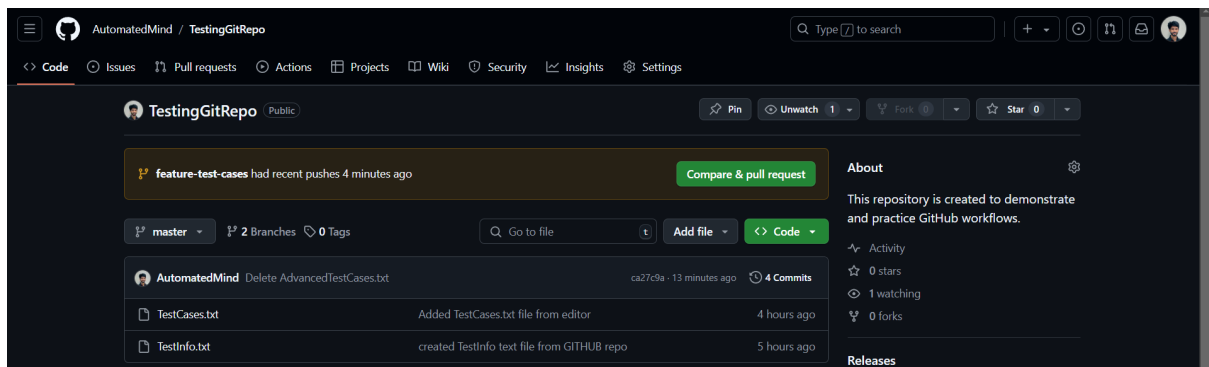 AutomatedMind / TestingGitRepo
Type / to search
Code Issues Pull requests Actions Projects Wiki Security Insights Settings
TestingGitRepo Public
Pin Unwatch 1 Fork 0 Star 0
feature-test-cases had recent pushes 4 minutes ago
Compare & pull request
master 2 Branches 0 Tags
Go to file t Add file <> Code
AutomatedMind Delete AdvancedTestCases.txt ca27c9a · 13 minutes ago 4 Commits
TestCases.txt Added TestCases.txt file from editor 4 hours ago
TestInfo.txt created TestInfo text file from GITHUB repo 5 hours ago
About
This repository is created to demonstrate
and practice GitHub workflows.
Activity
0 stars
1 watching
0 forks
Releases